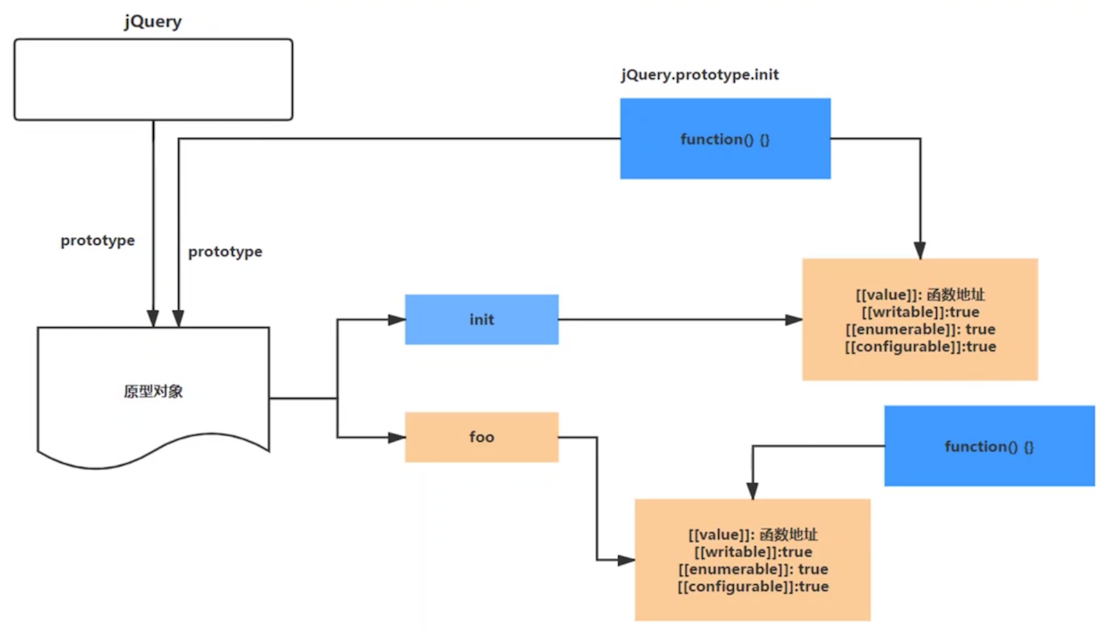 jQuery
jQuery.prototype.init
function() {}
prototype
prototype
[[value]]: 函数地址
[[writable]]:true
[[enumerable]]: true
[[configurable]]:true
init
原型对象
foo
function() {}
[[value]]: 函数地址
[[writable]]:true
[[enumerable]]: true
[[configurable]]:true